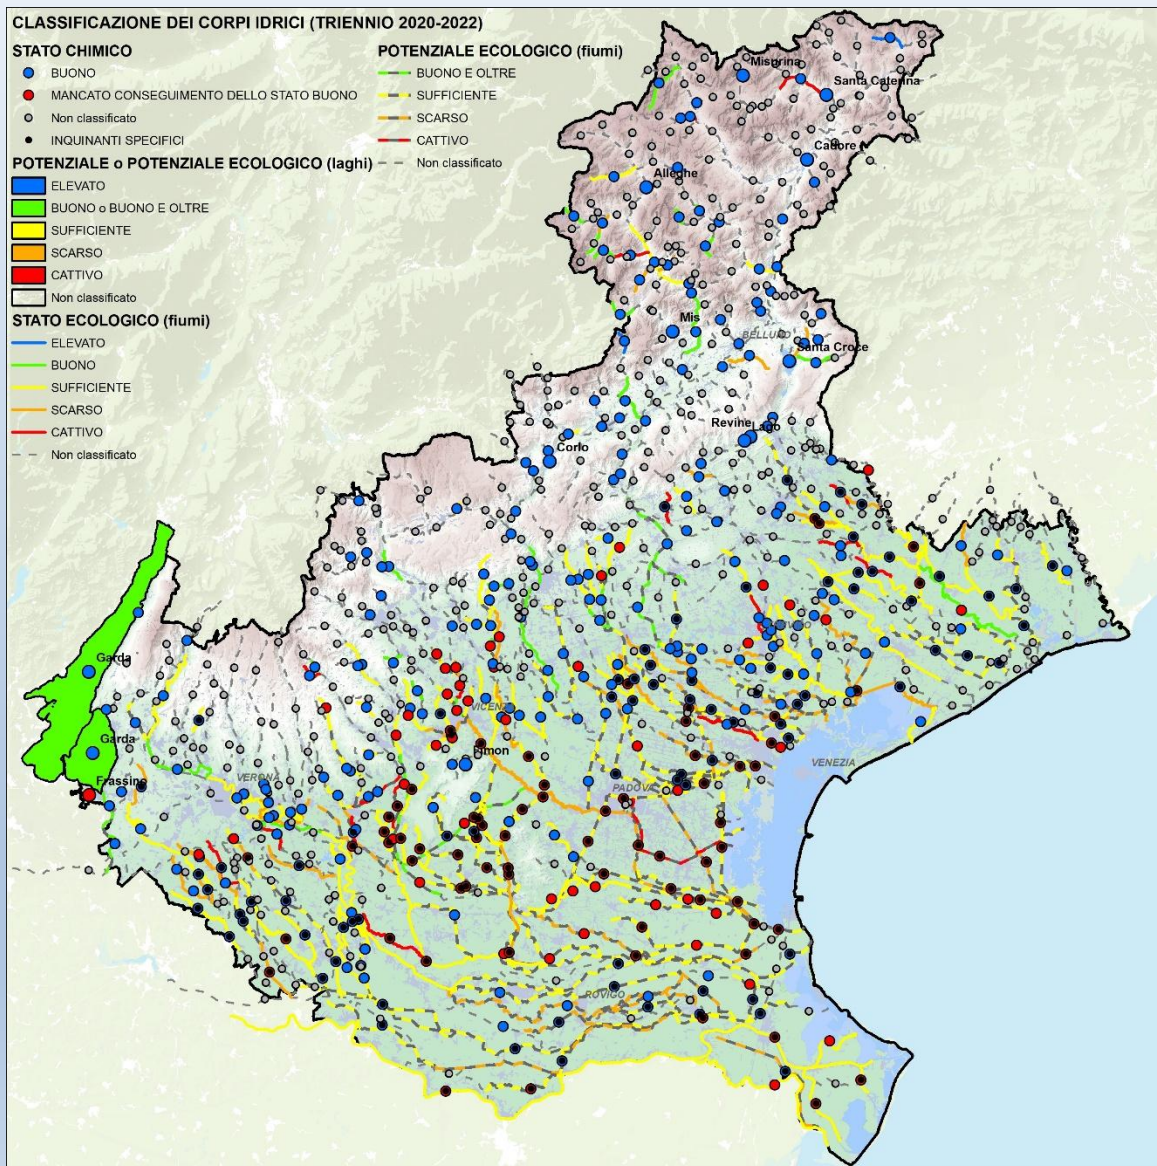 CLASSIFICAZIONE DEI CORPI IDRICI (TRIENNIO 2020-2022)
STATO CHIMICO
BUONO
MANCATO CONSEGUIMENTO DELLO STATO BUONO
Non classificato
INQUINANTI SPECIFICI
POTENZIALE o POTENZIALE ECOLOGICO (laghi)
ELEVATO
BUONO o BUONO E OLTRE
SUFFICIENTE
SCARSO
CATTIVO
Non classificato
STATO ECOLOGICO (fiumi)
ELEVATO
BUONO
SUFFICIENTE
SCARSO
CATTIVO
Non classificato
POTENZIALE ECOLOGICO (fiumi)
BUONO E OLTRE
SUFFICIENTE
SCARSO
CATTIVO
Non classificato
Misurina
Santa Caterina
Cadore
Alleghe
Mis
BELLUNO
Santa Croce
Revine
Lago
Corlo
Garda
TREVISO
VICENZA
Garda
Fimon
VENEZIA
Frassino
VERONA
PADOVA
ROVIGO